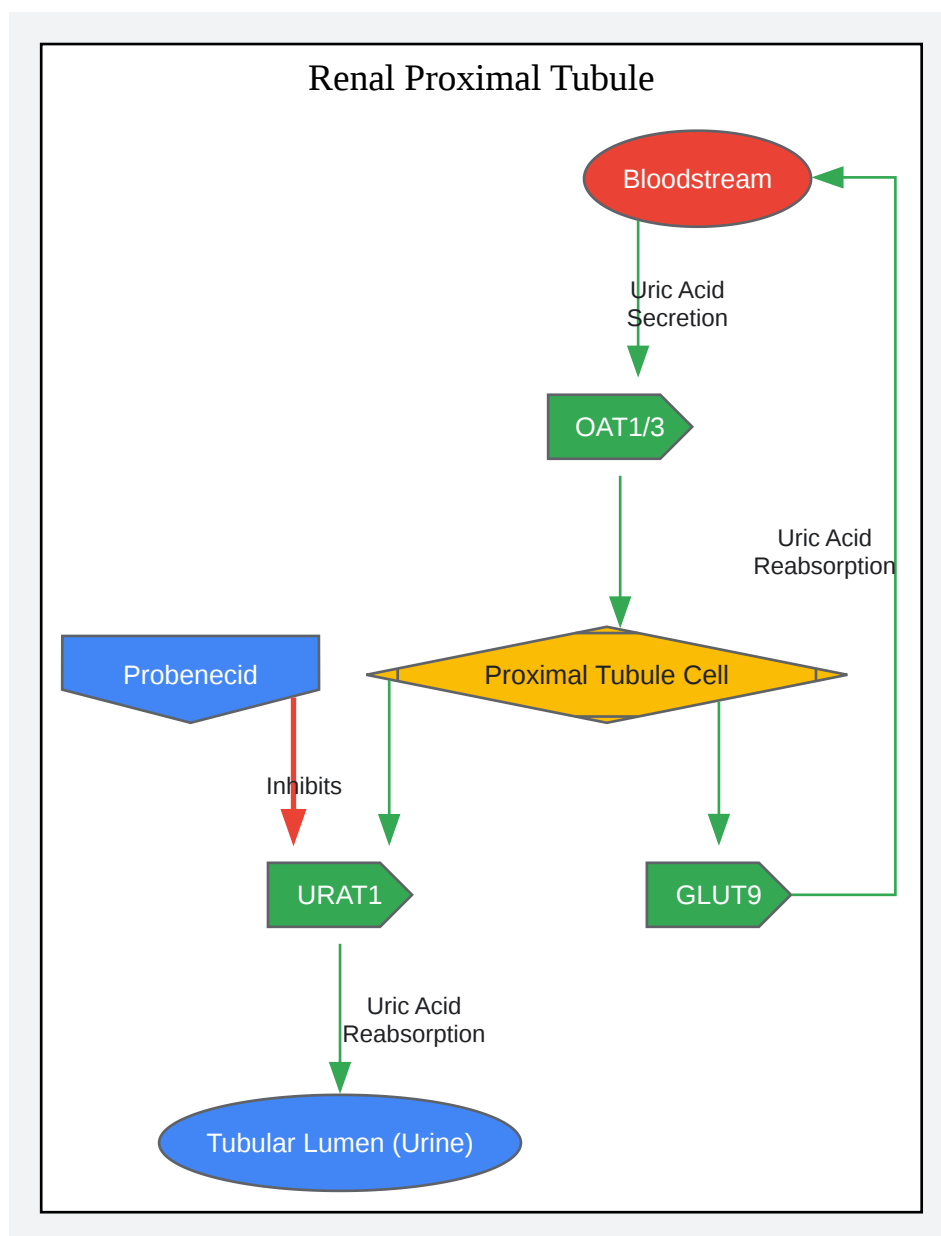 Renal Proximal Tubule
Bloodstream
Uric Acid
Secretion
OAT1/3
Uric Acid
Reabsorption
Probenecid
Proximal Tubule Cell
Inhibits
URAT1
GLUT9
Uric Acid
Reabsorption
Tubular Lumen (Urine)